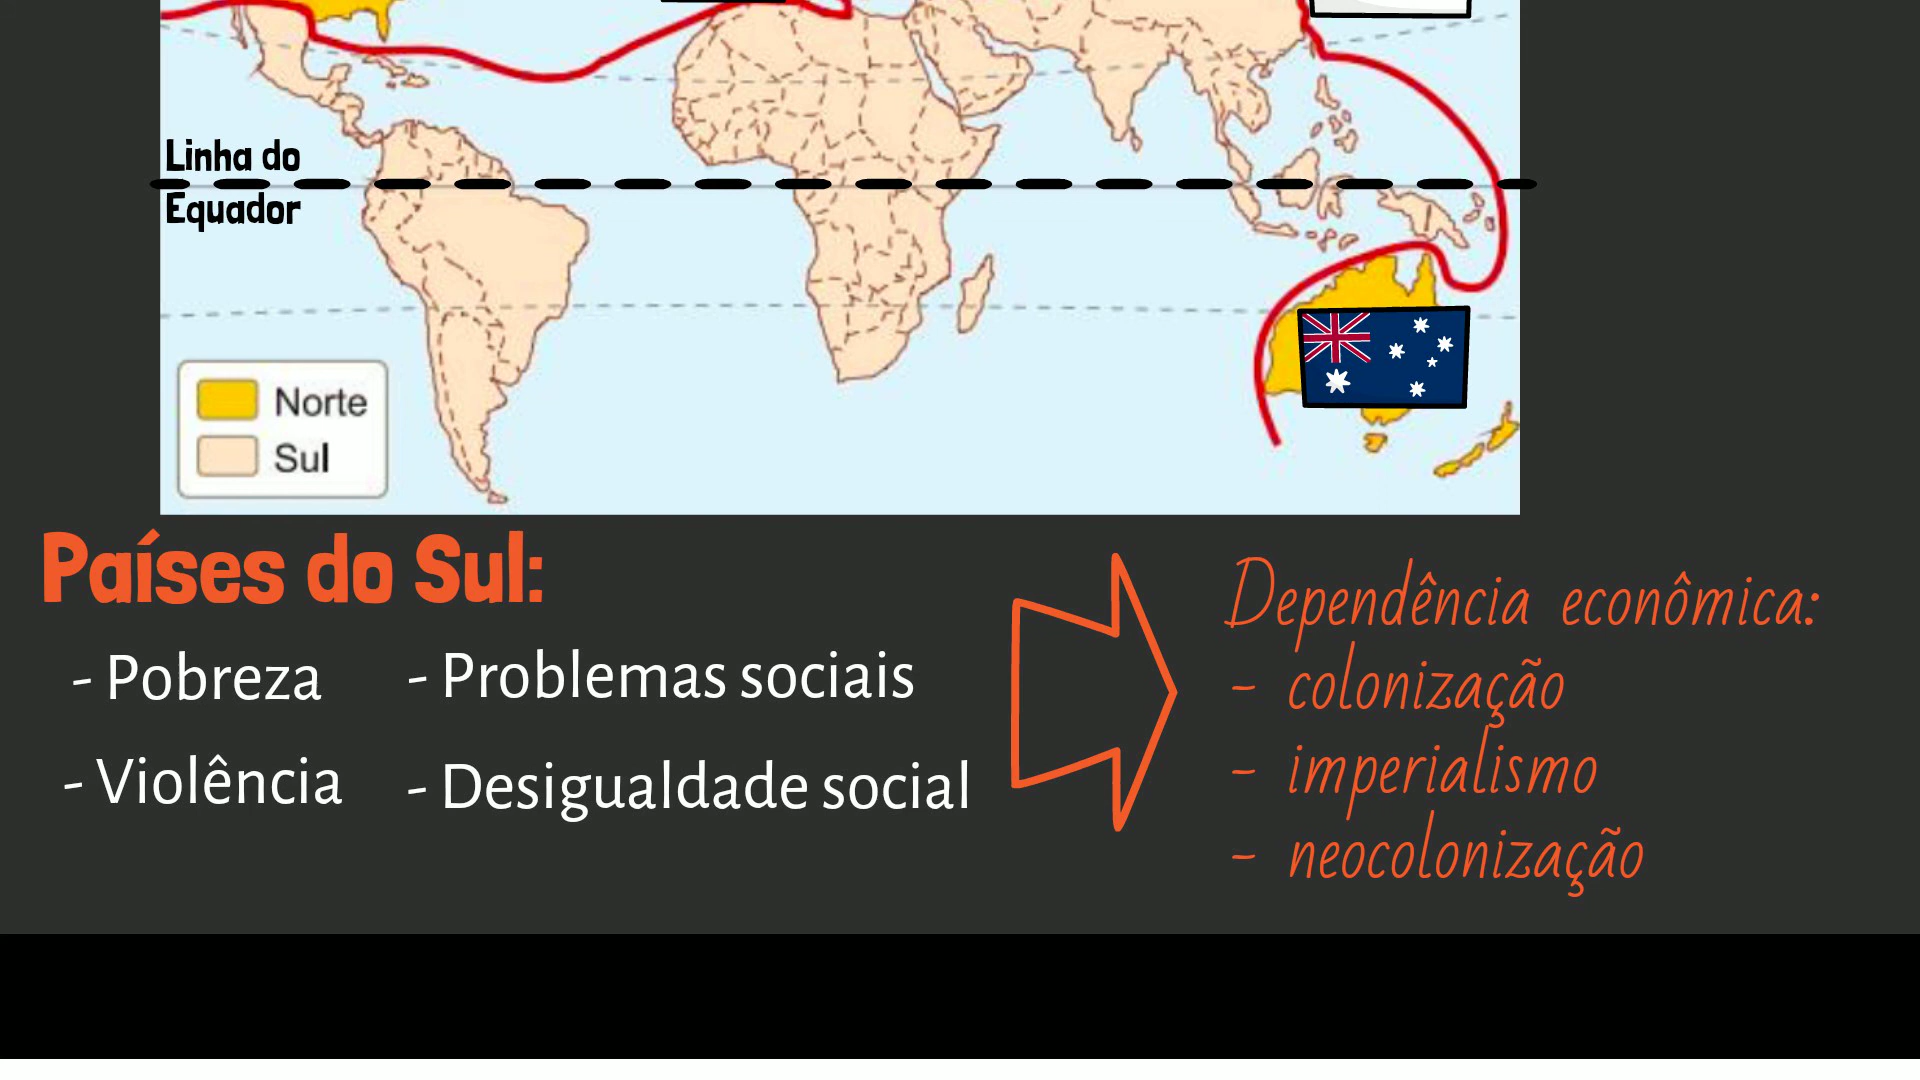 Linha do
Equador
Norte
Sul
Países do Sul:
- Pobreza
- Problemas sociais
- Violência
- Desigualdade social
Dependência econômica:
- colonização
- imperialismo
- neocolonização